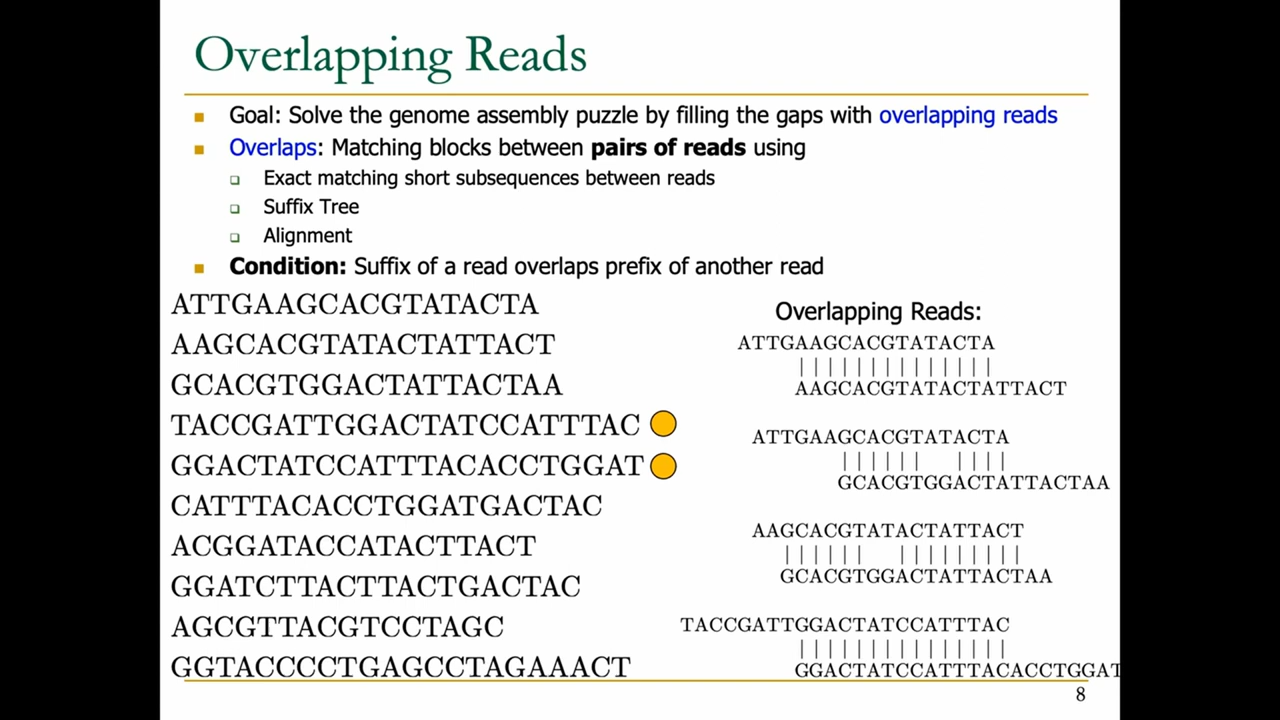 Overlapping Reads
Goal: Solve the genome assembly puzzle by filling the gaps with overlapping reads
Overlaps: Matching blocks between pairs of reads using
Exact matching short subsequences between reads
Suffix Tree
Alignment
Condition: Suffix of a read overlaps prefix of another read
ATTGAAGCACGTATACTA
AAGCACGTATACTATTACT
GCACGTGGACTATTACTAA
TACCGATTGGACTATCCATTTAC
GGACTATCCATTTACACCTGGAT
CATTTACACCTGGATGACTAC
ACGGATACCATACTTACT
GGATCTTACTTACTGACTAC
AGCGTTACGTCCTAGC
GGTACCCCTGAGCCTAGAAACT
Overlapping Reads:
ATTGAAGCACGTATACTA
AAGCACGTATACTATTACT
ATTGAAGCACGTATACTA
GCACGTGGACTATTACTAA
AAGCACGTATACTATTACT
GCACGTGGACTATTACTAA
TACCGATTGGACTATCCATTTAC
GGACTATCCATTTACACCTGGAT
8